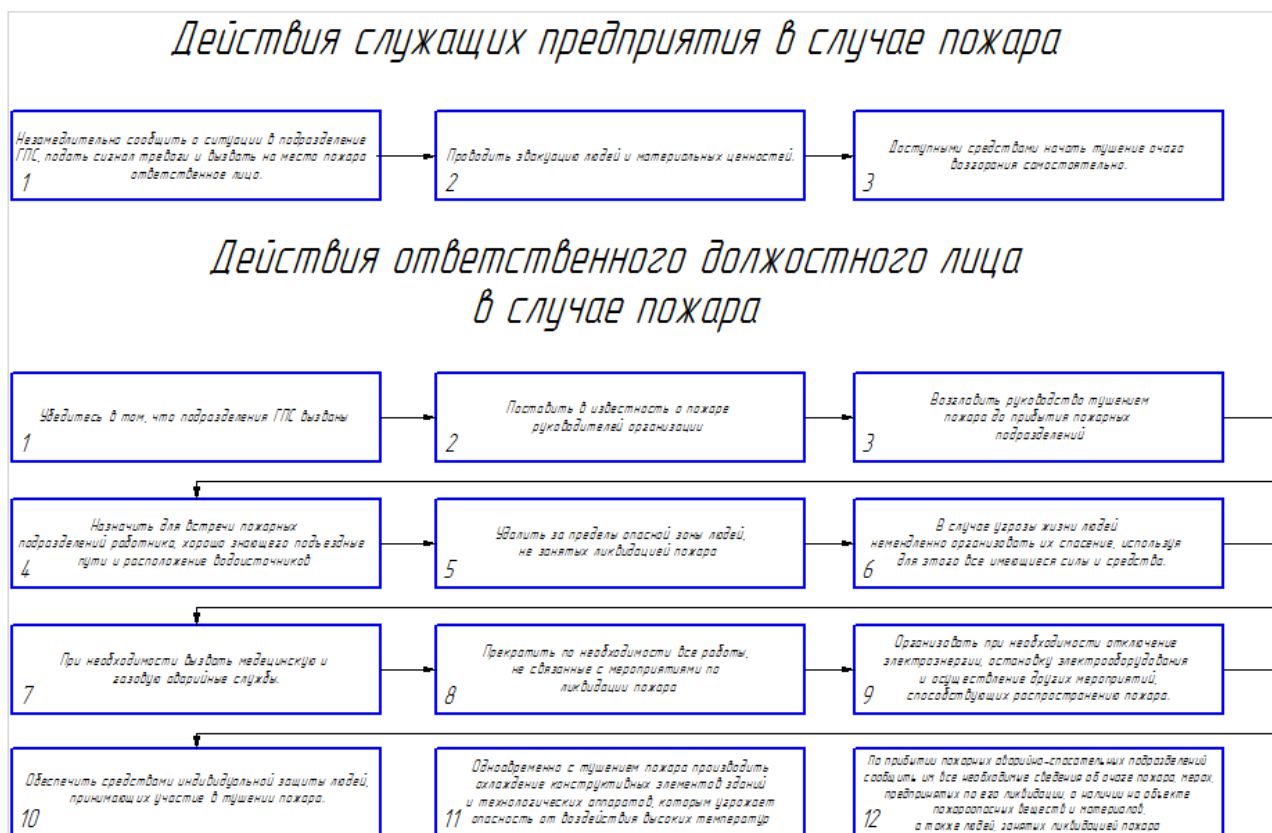 Действия служащих предприятия в случае пожара
Незамедлительно сообщить о ситуации в подразделение
ГПС, подать сигнал тревоги и вызвать на место пожара
ответственное лицо.
1
Проводить эвакуацию людей и материальных ценностей.
2
Доступными средствами начать тушение очага
возгорания самостоятельно.
3
Действия ответственного должостного лица
в случае пожара
Убедитесь в том, что подразделения ГПС вызваны
1
Поставить в известность о пожаре
руководителей организации
2
Возглавить руководство тушением
пожара до прибытия пожарных
подразделений
3
Назначить для встречи пожарных
подразделений работника, хорошо знающего подъездные
пути и расположение водоисточников
4
Удалить за пределы опасной зоны людей,
не занятых ликвидацией пожара
5
В случае угрозы жизни людей
немендленно организовать их спасение, используя
для этого все имеющиеся силы и средства.
6
При необходимости вызвать медецинскую и
газовую аварийные службы.
7
Прекратить по необходимости все работы,
не связанные с мероприятиями по
ликвидации пожара
8
Организовать при необходимости отключение
электроэнергии, остановку электрооборудования
и осуществление других мероприятий,
способствующих распространению пожара.
9
Обеспечить средствами индивидуальной защиты людей,
принимающих участие в тушении пожара.
10
Одноавременно с тушением пожара производить
охлаждение конструктивных элементов зданий
и технологических аппаратов, которым угрожает
опасность от воздействия высоких температур
11
По прибытии пожарных аварийно-спасательных подразделений
сообщить им все необходимые сведения об очаге пожара, мерах,
предпринятых по его ликвидации, о наличии на объекте
пожароопасных веществ и материалов,
а также людей, занятых ликвидацией пожара
12